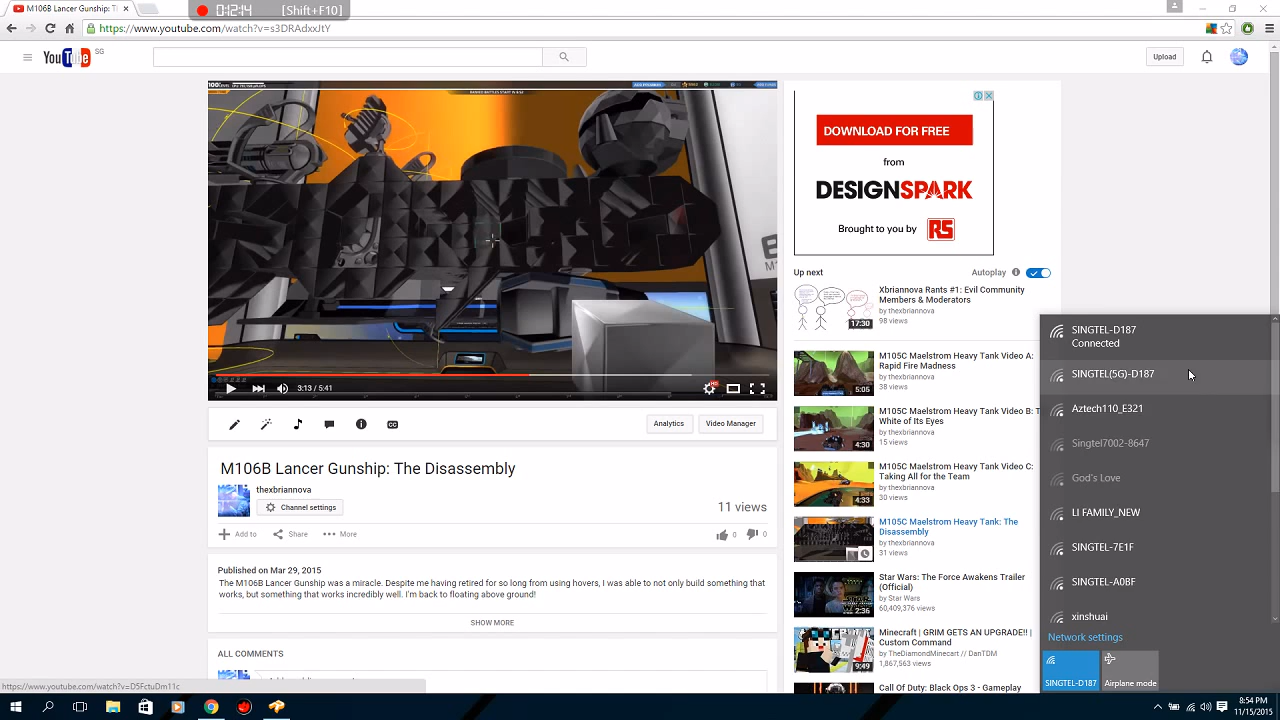 M106B Lancer Gunship: T
0:12:14 [Shift+F10]
https://www.youtube.com/watch?v=s3DRAdxxJtY
YouTube SG
Upload
DOWNLOAD FOR FREE
from
DESIGNSPARK
Brought to you by RS
3:13 / 5:41
HD
Up next
Autoplay
Xbriannova Rants #1: Evil Community
Members & Moderators
by thexbriannova
98 views
17:30
M105C Maelstrom Heavy Tank Video A:
Rapid Fire Madness
by thexbriannova
38 views
5:05
M105C Maelstrom Heavy Tank Video B: T
White of Its Eyes
by thexbriannova
15 views
4:30
M105C Maelstrom Heavy Tank Video C:
Taking All for the Team
by thexbriannova
30 views
4:33
M105C Maelstrom Heavy Tank: The
Disassembly
by thexbriannova
31 views
Star Wars: The Force Awakens Trailer
(Official)
by Star Wars
60,409,376 views
2:36
Minecraft | GRIM GETS AN UPGRADE!! |
Custom Command
by TheDiamondMinecart // DanTDM
1,867,563 views
9:49
Call Of Duty: Black Ops 3 - Gameplay
Analytics
Video Manager
M106B Lancer Gunship: The Disassembly
thexbriannova
Channel settings
11 views
Add to
Share
More
0
0
Published on Mar 29, 2015
The M106B Lancer Gunship was a miracle. Despite me having retired for so long from using hovers, I was able to not only build something that
works, but something that works incredibly well. I'm back to floating above ground!
SHOW MORE
ALL COMMENTS
SINGTEL-D187
Connected
SINGTEL(5G)-D187
Aztech110_E321
Singtel7002-8647
God's Love
LI FAMILY_NEW
SINGTEL-7E1F
SINGTEL-A0BF
xinshuai
Network settings
SINGTEL-D187
Airplane mode
8:54 PM
11/15/2015